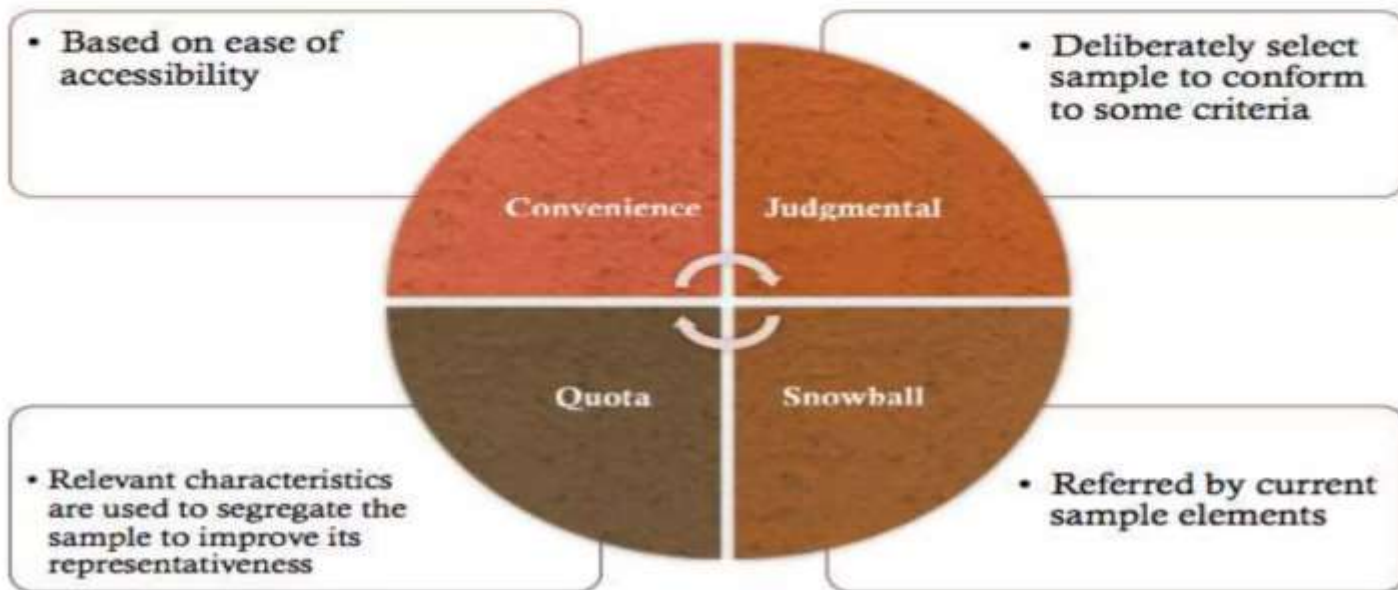 • Based on ease of
accessibility
• Deliberately select
sample to conform
to some criteria
Convenience
Judgmental
Quota
Snowball
• Relevant characteristics
are used to segregate the
sample to improve its
representativeness
• Referred by current
sample elements